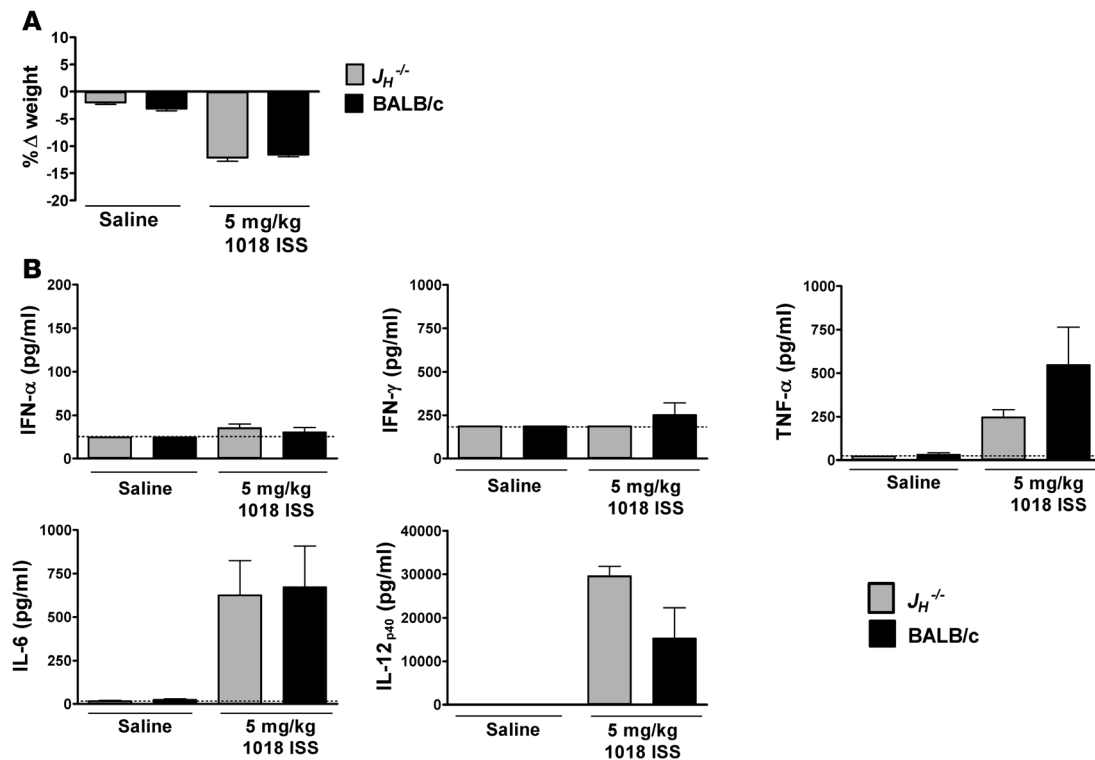 A
10
5
0
-5
-10
-15
-20
% Δ weight
Saline
5 mg/kg
1018 ISS
JH-/-
BALB/c
B
200
150
100
50
0
IFN-α (pg/ml)
Saline
5 mg/kg
1018 ISS
1000
750
500
250
0
IFN-γ (pg/ml)
Saline
5 mg/kg
1018 ISS
1000
750
500
250
0
TNF-α (pg/ml)
Saline
5 mg/kg
1018 ISS
1000
750
500
250
0
IL-6 (pg/ml)
Saline
5 mg/kg
1018 ISS
40000
30000
20000
10000
0
IL-12p40 (pg/ml)
Saline
5 mg/kg
1018 ISS
JH-/-
BALB/c